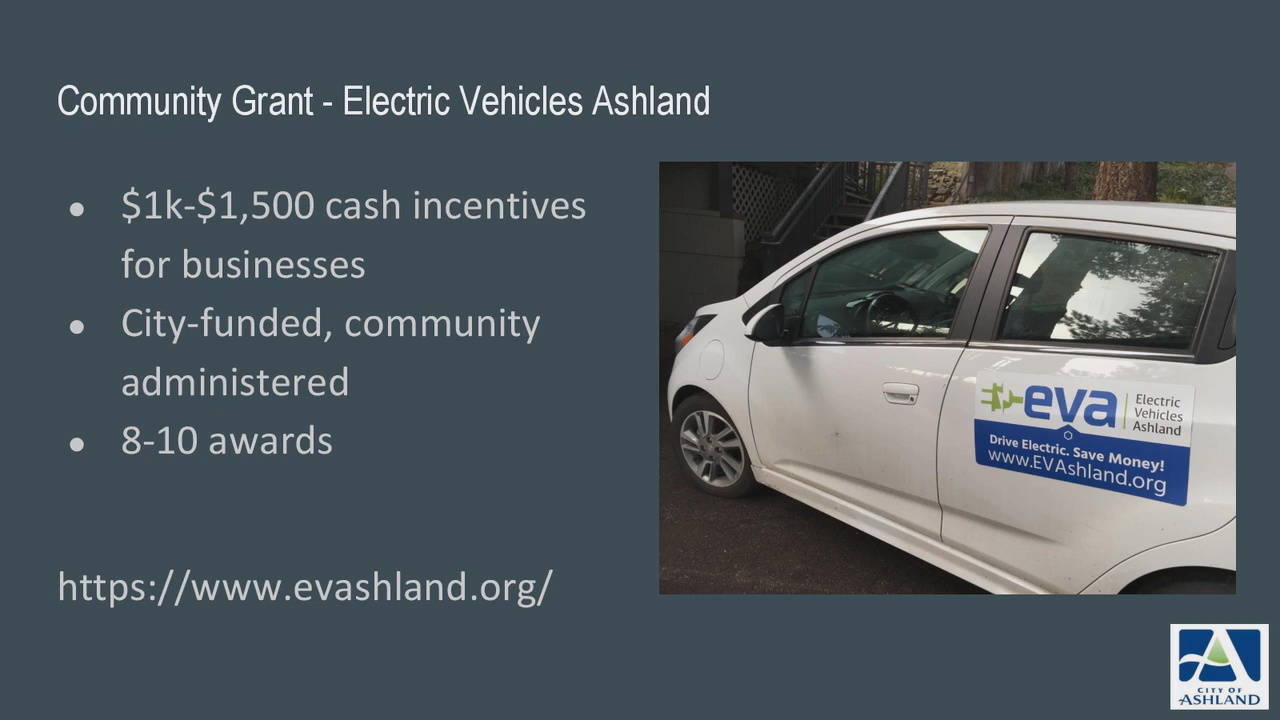 Community Grant - Electric Vehicles Ashland
● $1k-$1,500 cash incentives
for businesses
● City-funded, community
administered
● 8-10 awards
https://www.evashland.org/
eva
Electric
Vehicles
Ashland
Drive Electric. Save Money!
www.EVAshland.org
CITY OF
ASHLAND